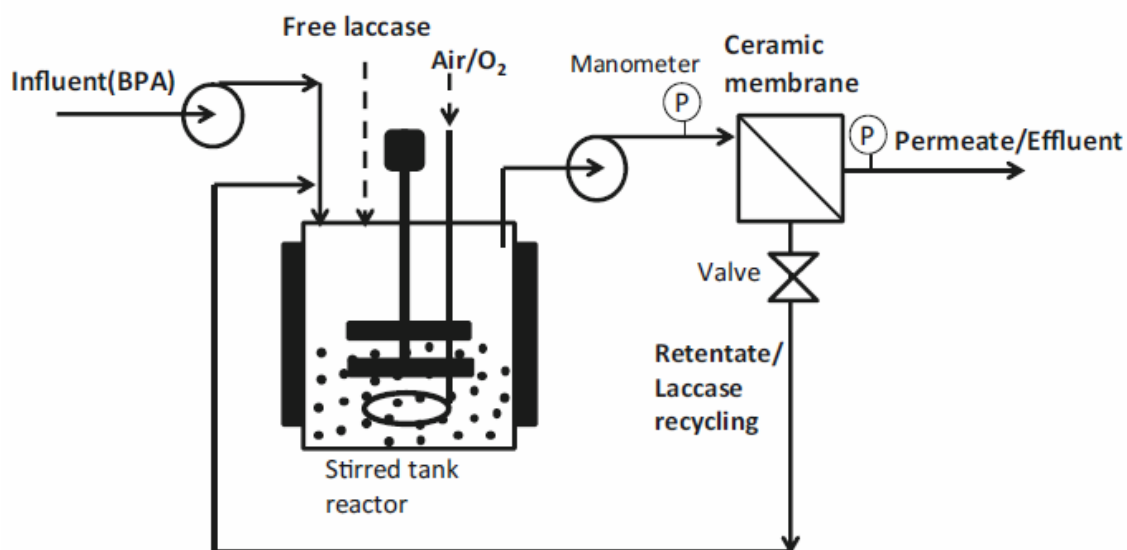 Free laccase
Influent(BPA)
Air/O₂
Manometer
Ceramic
membrane
P
P
Permeate/Effluent
Valve
Retentate/
Laccase
recycling
Stirred tank
reactor